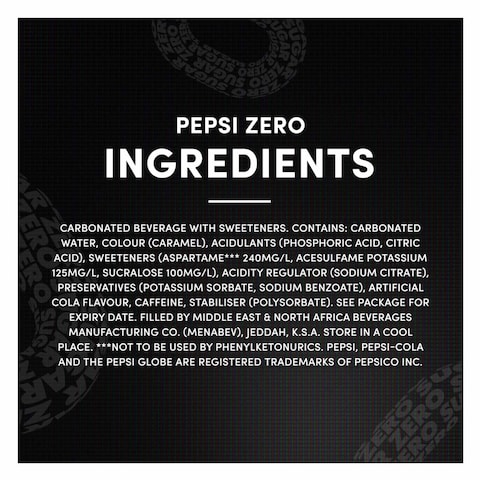 PEPSI ZERO
INGREDIENTS
CARBONATED BEVERAGE WITH SWEETENERS. CONTAINS: CARBONATED
WATER, COLOUR (CARAMEL), ACIDULANTS (PHOSPHORIC ACID, CITRIC
ACID), SWEETENERS (ASPARTAME*** 240MG/L, ACESULFAME POTASSIUM
125MG/L, SUCRALOSE 100MG/L), ACIDITY REGULATOR (SODIUM CITRATE),
PRESERVATIVES (POTASSIUM SORBATE, SODIUM BENZOATE), ARTIFICIAL
COLA FLAVOUR, CAFFEINE, STABILISER (POLYSORBATE). SEE PACKAGE FOR
EXPIRY DATE. FILLED BY MIDDLE EAST & NORTH AFRICA BEVERAGES
MANUFACTURING CO. (MENABEV), JEDDAH, K.S.A. STORE IN A COOL
PLACE. ***NOT TO BE USED BY PHENYLKETONURICS. PEPSI, PEPSI-COLA
AND THE PEPSI GLOBE ARE REGISTERED TRADEMARKS OF PEPSICO INC.